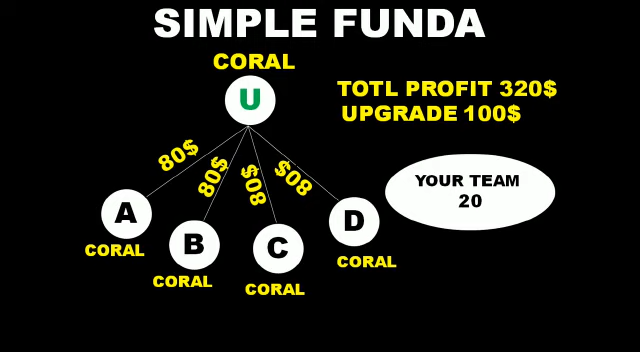 SIMPLE FUNDA
CORAL
U
TOTL PROFIT 320$
UPGRADE 100$
80$
80$
80$
80$
YOUR TEAM
20
A
B
C
D
CORAL
CORAL
CORAL
CORAL